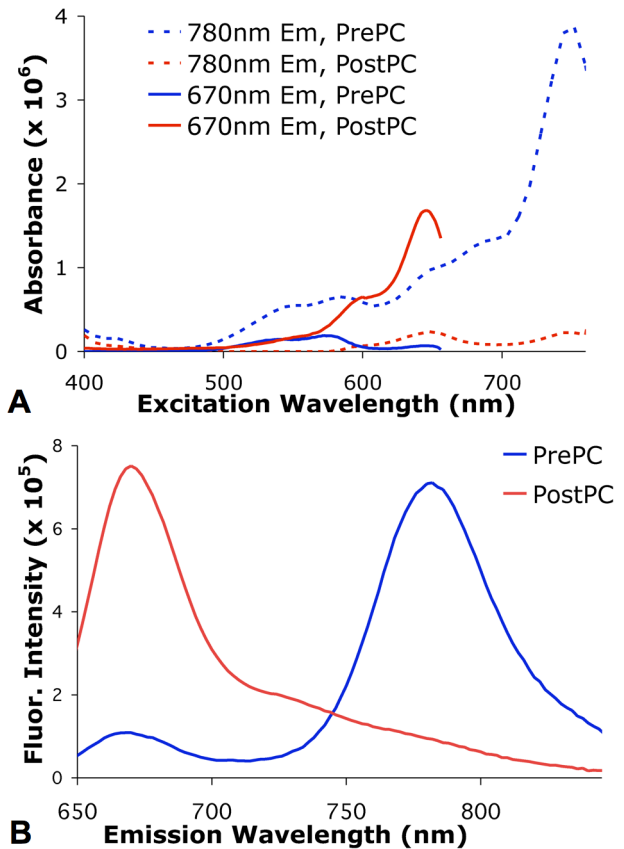 4
780nm Em, PrePC
780nm Em, PostPC
3
670nm Em, PrePC
670nm Em, PostPC
2
1
0
Absorbance (x 10⁶)
400 500 600 700
A
Excitation Wavelength (nm)
8
PrePC
PostPC
6
4
2
0
Fluor. Intensity (x 10⁵)
650 700 750 800
B
Emission Wavelength (nm)